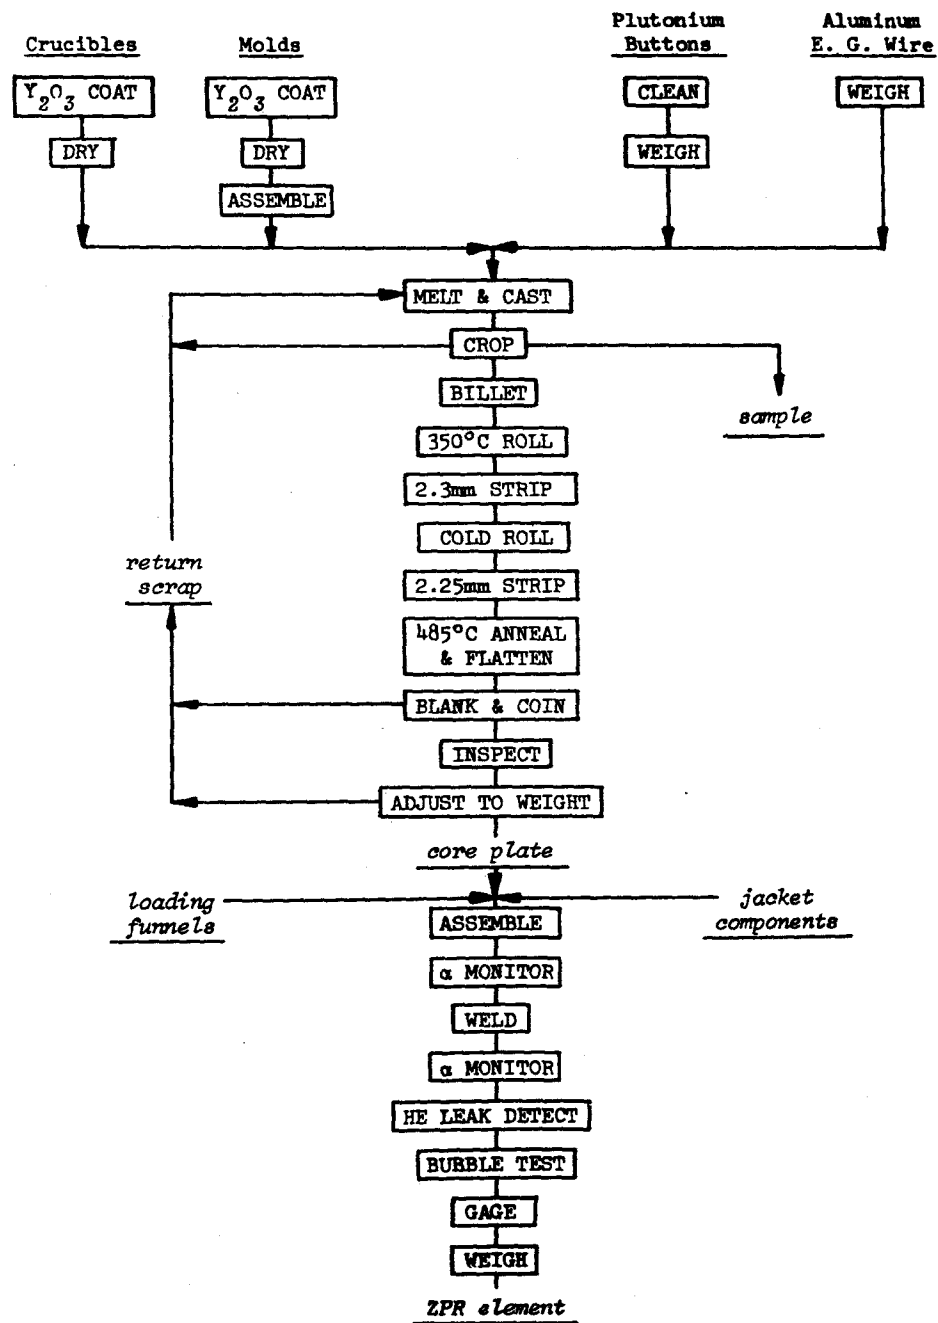 Crucibles
Molds
Plutonium
Buttons
Aluminum
E. G. Wire
Y2O3 COAT
Y2O3 COAT
CLEAN
WEIGH
DRY
DRY
WEIGH
ASSEMBLE
MELT & CAST
CROP
BILLET
sample
350°C ROLL
2.3mm STRIP
COLD ROLL
return
scrap
2.25mm STRIP
485°C ANNEAL
& FLATTEN
BLANK & COIN
INSPECT
ADJUST TO WEIGHT
core plate
loading
funnels
jacket
components
ASSEMBLE
α MONITOR
WELD
α MONITOR
HE LEAK DETECT
BUBBLE TEST
GAGE
WEIGH
ZPR element